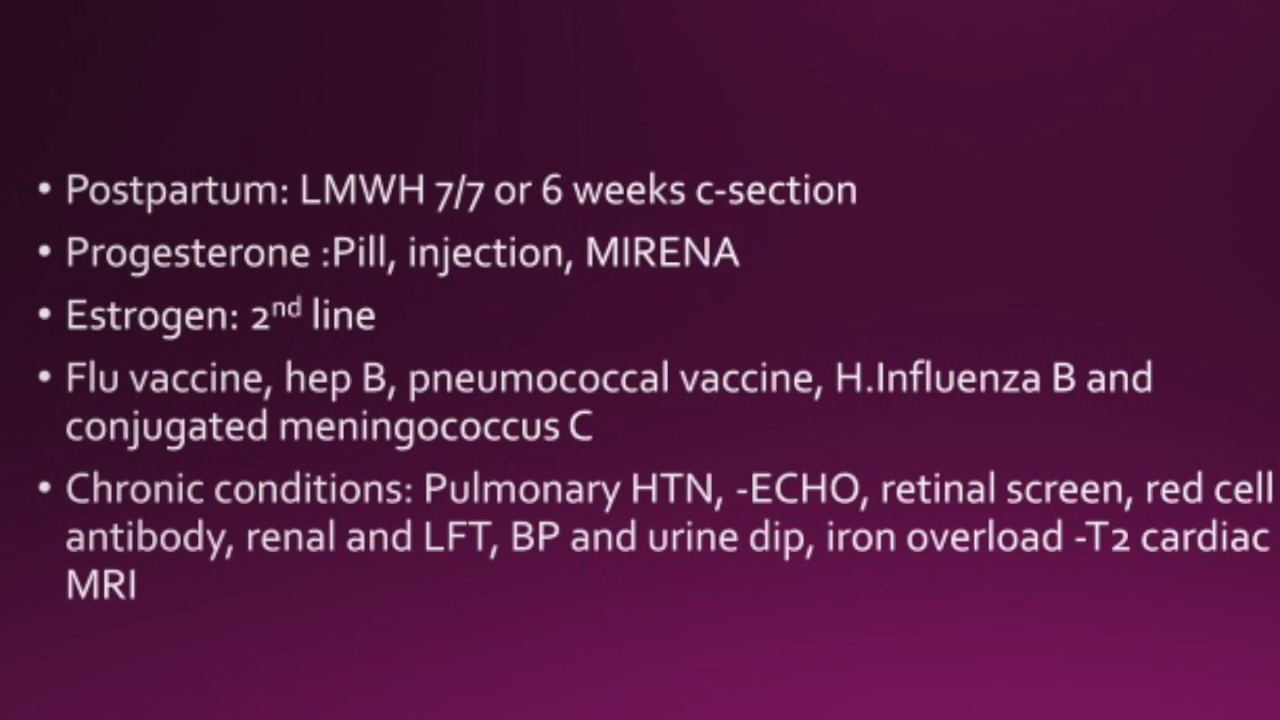 • Postpartum: LMWH 7/7 or 6 weeks c-section
• Progesterone :Pill, injection, MIRENA
• Estrogen: 2nd line
• Flu vaccine, hep B, pneumococcal vaccine, H.Influenza B and
conjugated meningococcus C
• Chronic conditions: Pulmonary HTN, -ECHO, retinal screen, red cell
antibody, renal and LFT, BP and urine dip, iron overload -T2 cardiac
MRI